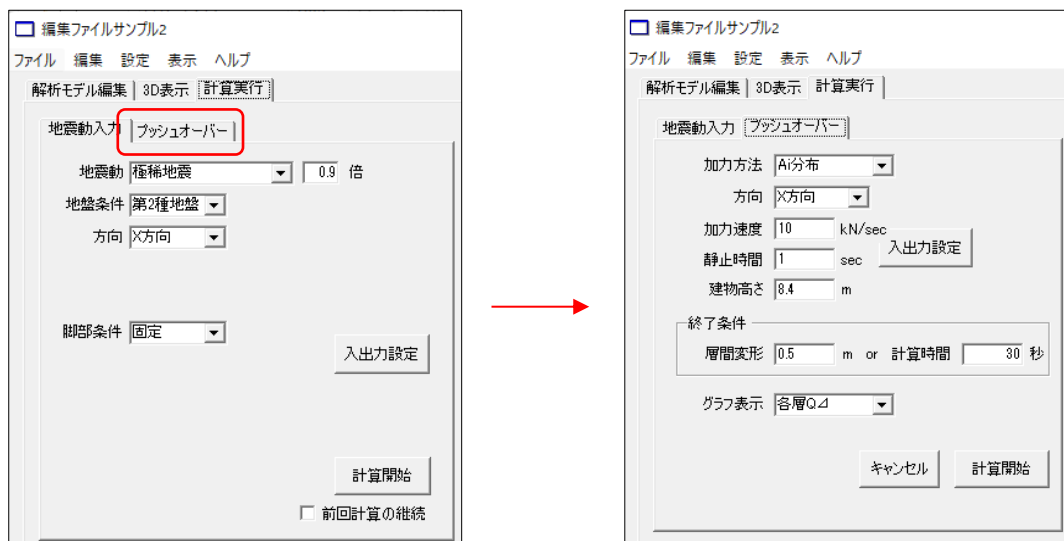 編集ファイルサンプル2
ファイル 編集 設定 表示 ヘルプ
解析モデル編集 3D表示 計算実行
地震動入力 プッシュオーバー
地震動 極稀地震 0.9 倍
地盤条件 第2種地盤
方向 X方向
脚部条件 固定
入出力設定
計算開始
前回計算の継続
編集ファイルサンプル2
ファイル 編集 設定 表示 ヘルプ
解析モデル編集 3D表示 計算実行
地震動入力 プッシュオーバー
加力方法 Ai分布
方向 X方向
加力速度 10 kN/sec
入出力設定
静止時間 1 sec
建物高さ 8.4 m
終了条件
層間変形 0.5 m or 計算時間 30 秒
グラフ表示 各層Q⊿
キャンセル 計算開始